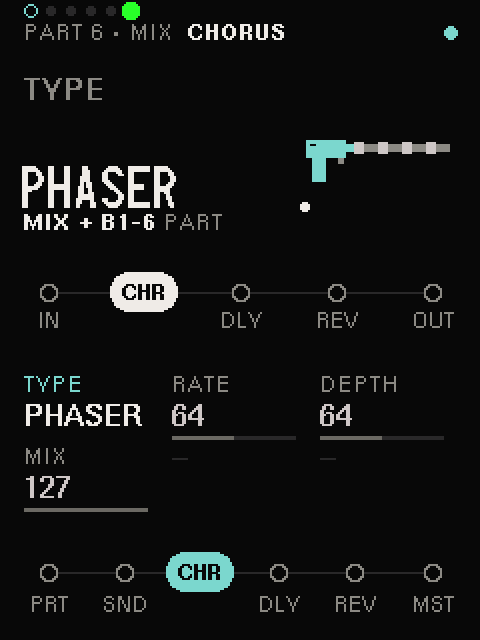 PART 6 · MIX CHORUS
TYPE
PHASER
MIX + B1-6 PART
CHR
IN DLY REV OUT
TYPE RATE DEPTH
PHASER 64 64
MIX — —
127
CHR
PRT SND DLY REV MST